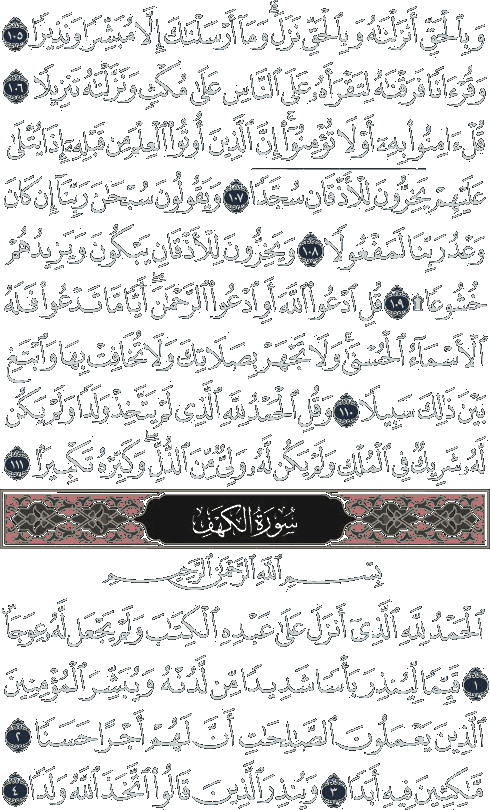 وَبِٱلْحَقِّ أَنزَلْنَـٰهُ وَبِٱلْحَقِّ نَزَلَ ۗ وَمَآ أَرْسَلْنَـٰكَ إِلَّا مُبَشِّرًا وَنَذِيرًا ١٠٥
وَقُرْءَانًا فَرَقْنَـٰهُ لِتَقْرَأَهُۥ عَلَى ٱلنَّاسِ عَلَىٰ مُكْثٍ وَنَزَّلْنَـٰهُ تَنزِيلًا ١٠٦
قُلْ ءَامِنُوا۟ بِهِۦٓ أَوْ لَا تُؤْمِنُوٓا۟ ۚ إِنَّ ٱلَّذِينَ أُوتُوا۟ ٱلْعِلْمَ مِن قَبْلِهِۦٓ إِذَا يُتْلَىٰ
عَلَيْهِمْ يَخِرُّونَ لِلْأَذْقَانِ سُجَّدًا ١٠٧ وَيَقُولُونَ سُبْحَـٰنَ رَبِّنَآ إِن كَانَ
وَعْدُ رَبِّنَا لَمَفْعُولًا ١٠٨ وَيَخِرُّونَ لِلْأَذْقَانِ يَبْكُونَ وَيَزِيدُهُمْ
خُشُوعًا ۩ ١٠٩ قُلِ ٱدْعُوا۟ ٱللَّهَ أَوِ ٱدْعُوا۟ ٱلرَّحْمَـٰنَ ۖ أَيًّا مَّا تَدْعُوا۟ فَلَهُ
ٱلْأَسْمَآءُ ٱلْحُسْنَىٰ ۚ وَلَا تَجْهَرْ بِصَلَاتِكَ وَلَا تُخَافِتْ بِهَا وَٱبْتَغِ
بَيْنَ ذَٰلِكَ سَبِيلًا ١١٠ وَقُلِ ٱلْحَمْدُ لِلَّهِ ٱلَّذِى لَمْ يَتَّخِذْ وَلَدًا وَلَمْ يَكُن
لَّهُۥ شَرِيكٌ فِى ٱلْمُلْكِ وَلَمْ يَكُن لَّهُۥ وَلِىٌّ مِّنَ ٱلذُّلِّ ۖ وَكَبِّرْهُ تَكْبِيرًۢا ١١١
سُورَةُ ٱلْكَهْفِ
بِسْمِ ٱللَّهِ ٱلرَّحْمَـٰنِ ٱلرَّحِيمِ
ٱلْحَمْدُ لِلَّهِ ٱلَّذِىٓ أَنزَلَ عَلَىٰ عَبْدِهِ ٱلْكِتَـٰبَ وَلَمْ يَجْعَل لَّهُۥ عِوَجَا ۜ
١ قَيِّمًا لِّيُنذِرَ بَأْسًا شَدِيدًا مِّن لَّدُنْهُ وَيُبَشِّرَ ٱلْمُؤْمِنِينَ
ٱلَّذِينَ يَعْمَلُونَ ٱلصَّـٰلِحَـٰتِ أَنَّ لَهُمْ أَجْرًا حَسَنًا ٢
مَّـٰكِثِينَ فِيهِ أَبَدًا ٣ وَيُنذِرَ ٱلَّذِينَ قَالُوا۟ ٱتَّخَذَ ٱللَّهُ وَلَدًا ٤